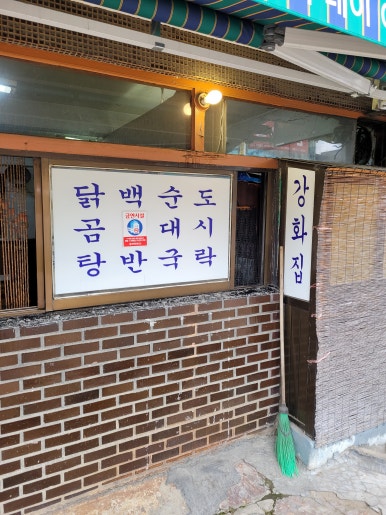 닭곰탕
백반
순대국
도시락
금연시설
강화집